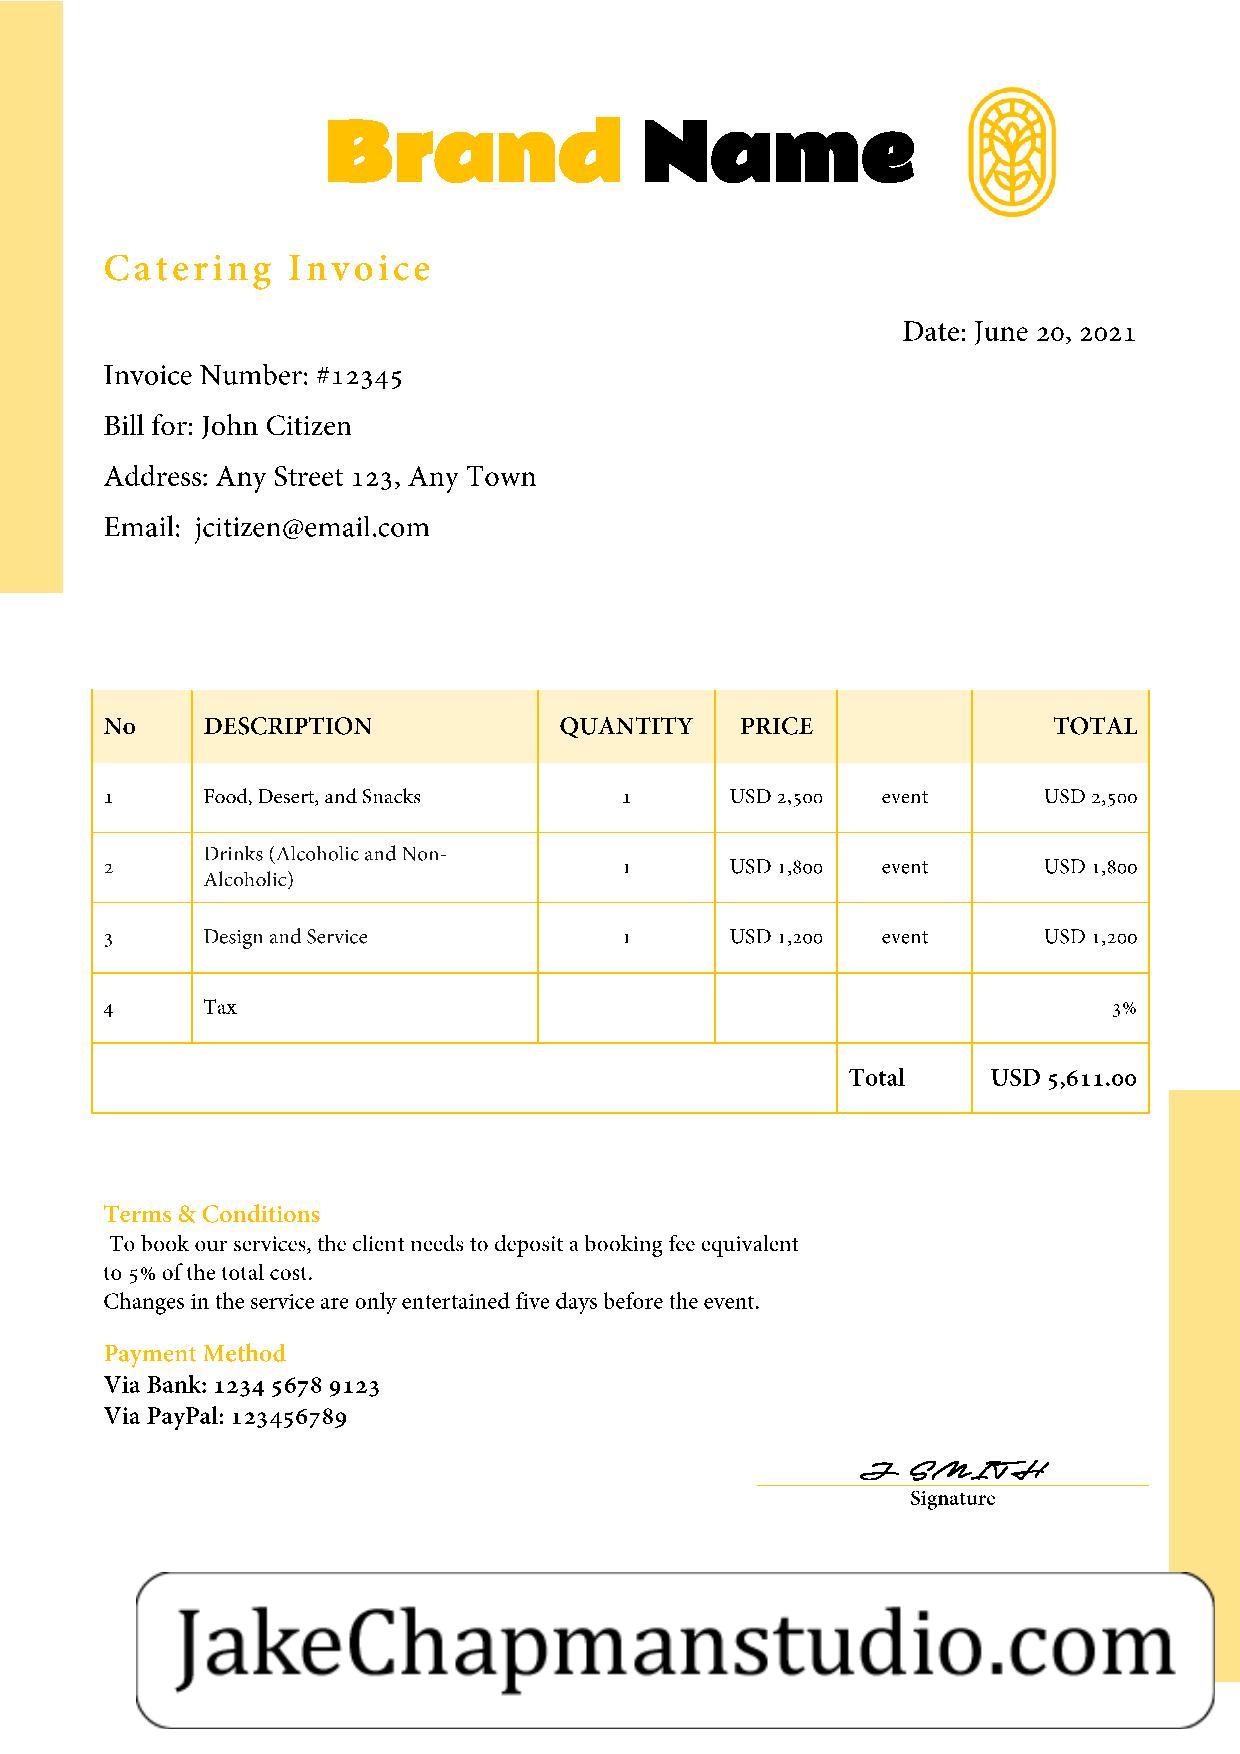 Brand Name
Catering Invoice
Date: June 20, 2021
Invoice Number: #12345
Bill for: John Citizen
Address: Any Street 123, Any Town
Email: jcitizen@email.com
No DESCRIPTION QUANTITY PRICE TOTAL
1 Food, Desert, and Snacks 1 USD 2,500 event USD 2,500
2 Drinks (Alcoholic and Non-
Alcoholic) 1 USD 1,800 event USD 1,800
3 Design and Service 1 USD 1,200 event USD 1,200
4 Tax 3%
Total USD 5,611.00
Terms & Conditions
To book our services, the client needs to deposit a booking fee equivalent
to 5% of the total cost.
Changes in the service are only entertained five days before the event.
Payment Method
Via Bank: 1234 5678 9123
Via PayPal: 123456789
J SMITH
Signature
JakeChapmanstudio.com